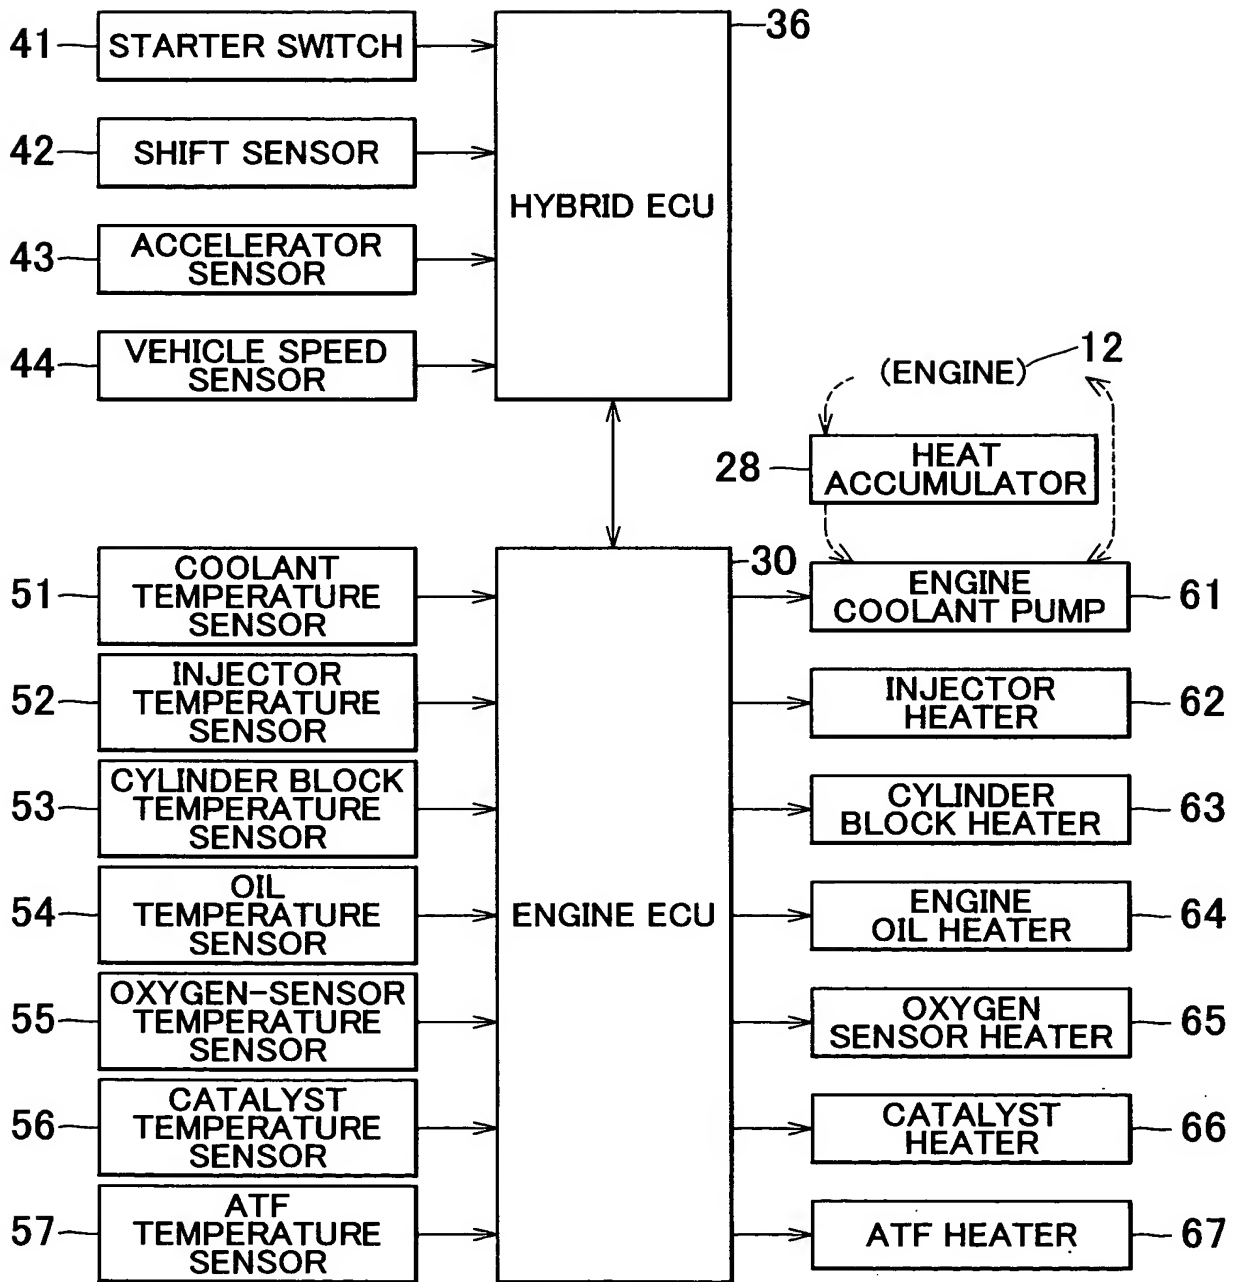 41
STARTER SWITCH
36
42
SHIFT SENSOR
HYBRID ECU
43
ACCELERATOR
SENSOR
44
VEHICLE SPEED
SENSOR
(ENGINE)
12
28
HEAT
ACCUMULATOR
30
51
COOLANT
TEMPERATURE
SENSOR
ENGINE
COOLANT PUMP
61
52
INJECTOR
TEMPERATURE
SENSOR
INJECTOR
HEATER
62
53
CYLINDER BLOCK
TEMPERATURE
SENSOR
CYLINDER
BLOCK HEATER
63
54
OIL
TEMPERATURE
SENSOR
ENGINE ECU
ENGINE
OIL HEATER
64
55
OXYGEN-SENSOR
TEMPERATURE
SENSOR
OXYGEN
SENSOR HEATER
65
56
CATALYST
TEMPERATURE
SENSOR
CATALYST
HEATER
66
57
ATF
TEMPERATURE
SENSOR
ATF HEATER
67